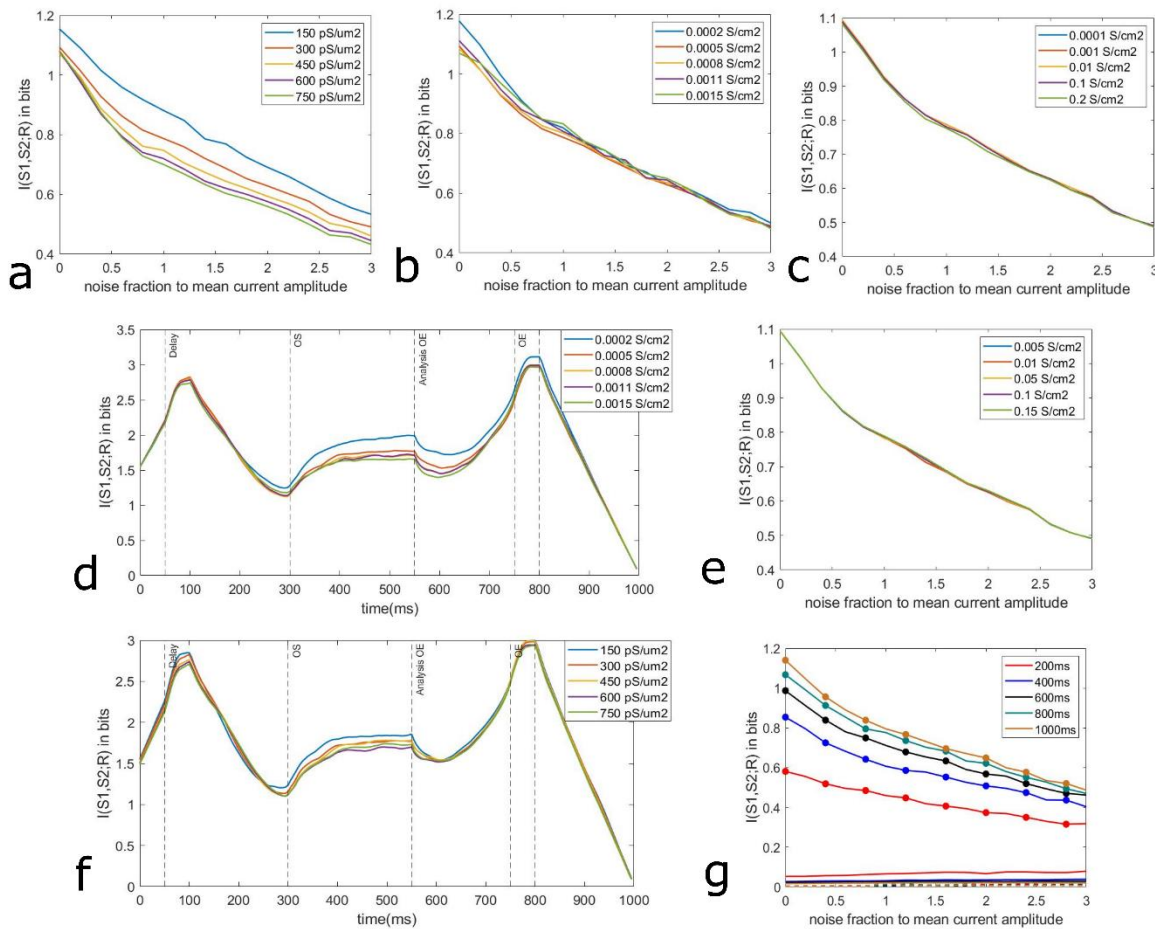 1.2
1
0.8
0.6
0.4
I(S1,S2;R) in bits
150 pS/um2
300 pS/um2
450 pS/um2
600 pS/um2
750 pS/um2
0 0.5 1 1.5 2 2.5 3
noise fraction to mean current amplitude
a
1.2
1
0.8
0.6
0.4
0.2
0
I(S1,S2;R) in bits
0.0002 S/cm2
0.0005 S/cm2
0.0008 S/cm2
0.0011 S/cm2
0.0015 S/cm2
0 0.5 1 1.5 2 2.5 3
noise fraction to mean current amplitude
b
1.1
1
0.9
0.8
0.7
0.6
0.5
0.4
I(S1,S2;R) in bits
0.0001 S/cm2
0.001 S/cm2
0.01 S/cm2
0.1 S/cm2
0.2 S/cm2
0 0.5 1 1.5 2 2.5 3
noise fraction to mean current amplitude
c
3.5
3
2.5
2
1.5
1
0.5
0
I(S1,S2;R) in bits
Delay
OS
Analysis OE
OE
0.0002 S/cm2
0.0005 S/cm2
0.0008 S/cm2
0.0011 S/cm2
0.0015 S/cm2
0 100 200 300 400 500 600 700 800 900 1000
time(ms)
d
1.1
1
0.9
0.8
0.7
0.6
0.5
0.4
I(S1,S2;R) in bits
0.005 S/cm2
0.01 S/cm2
0.05 S/cm2
0.1 S/cm2
0.15 S/cm2
0 0.5 1 1.5 2 2.5 3
noise fraction to mean current amplitude
e
3
2.5
2
1.5
1
0.5
0
I(S1,S2;R) in bits
Delay
OS
Analysis OE
OE
150 pS/um2
300 pS/um2
450 pS/um2
600 pS/um2
750 pS/um2
0 100 200 300 400 500 600 700 800 900 1000
time(ms)
f
1.2
1
0.8
0.6
0.4
0.2
0
I(S1,S2;R) in bits
200ms
400ms
600ms
800ms
1000ms
0 0.5 1 1.5 2 2.5 3
noise fraction to mean current amplitude
g